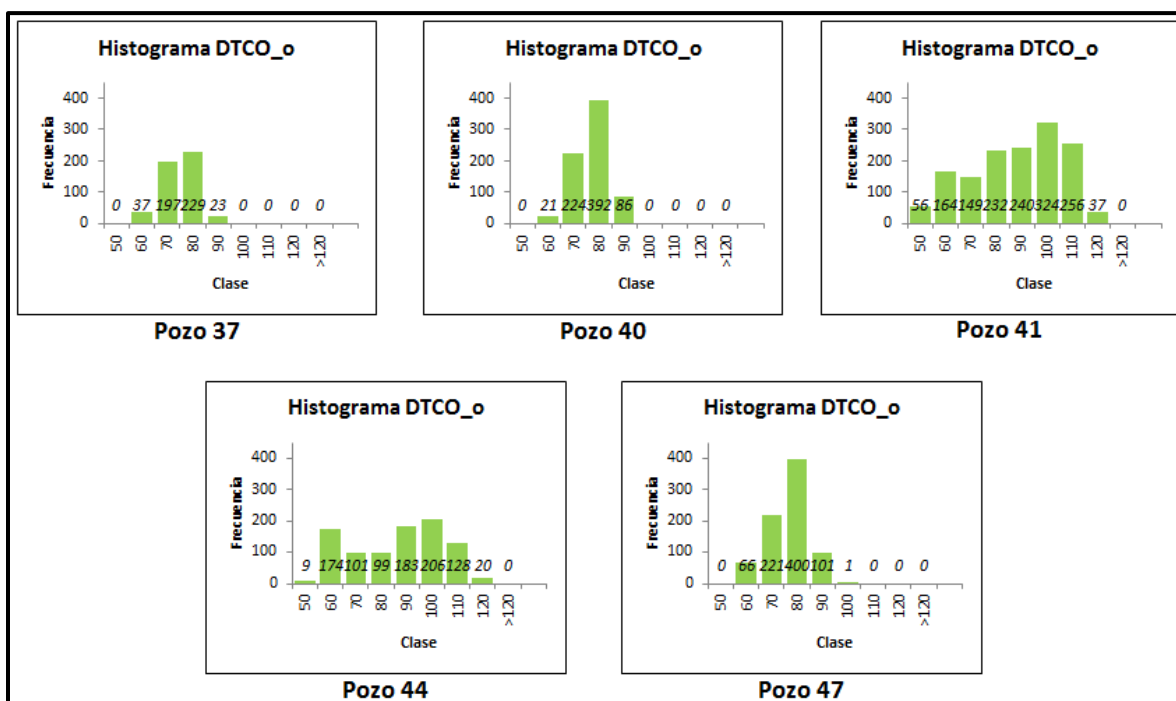 Histograma DTCO_o
Frecuencia
400
300
200
100
0
0 37 197 229 23 0 0 0 0
50 60 70 80 90 100 110 120 >120
Clase
Pozo 37
Histograma DTCO_o
Frecuencia
400
300
200
100
0
0 21 224 392 86 0 0 0 0
50 60 70 80 90 100 110 120 >120
Clase
Pozo 40
Histograma DTCO_o
Frecuencia
400
300
200
100
0
56 164 149 232 240 324 256 37 0
50 60 70 80 90 100 110 120 >120
Clase
Pozo 41
Histograma DTCO_o
Frecuencia
400
300
200
100
0
9 174 101 99 183 206 128 20 0
50 60 70 80 90 100 110 120 >120
Clase
Pozo 44
Histograma DTCO_o
Frecuencia
400
300
200
100
0
0 66 221 400 101 1 0 0 0
50 60 70 80 90 100 110 120 >120
Clase
Pozo 47